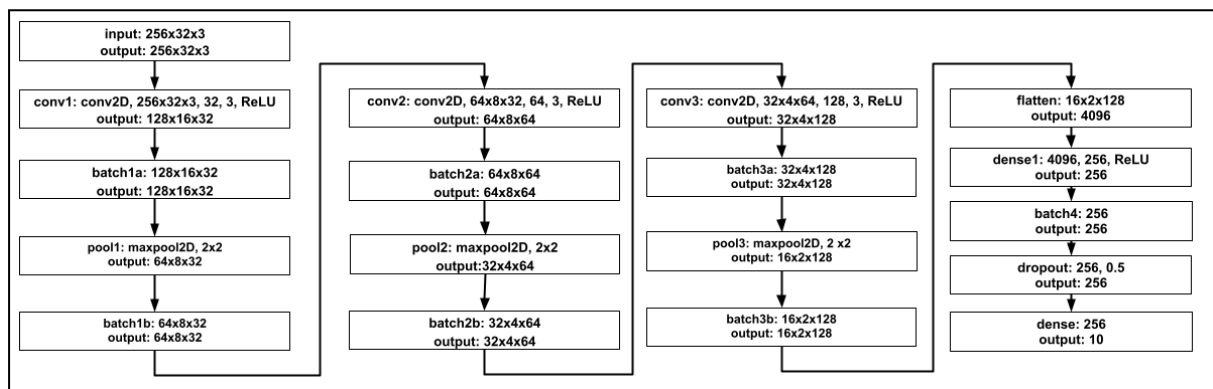 input: 256x32x3
output: 256x32x3
conv1: conv2D, 256x32x3, 32, 3, ReLU
output: 128x16x32
batch1a: 128x16x32
output: 128x16x32
pool1: maxpool2D, 2x2
output: 64x8x32
batch1b: 64x8x32
output: 64x8x32
conv2: conv2D, 64x8x32, 64, 3, ReLU
output: 64x8x64
batch2a: 64x8x64
output: 64x8x64
pool2: maxpool2D, 2x2
output:32x4x64
batch2b: 32x4x64
output: 32x4x64
conv3: conv2D, 32x4x64, 128, 3, ReLU
output: 32x4x128
batch3a: 32x4x128
output: 32x4x128
pool3: maxpool2D, 2 x2
output: 16x2x128
batch3b: 16x2x128
output: 16x2x128
flatten: 16x2x128
output: 4096
dense1: 4096, 256, ReLU
output: 256
batch4: 256
output: 256
dropout: 256, 0.5
output: 256
dense: 256
output: 10